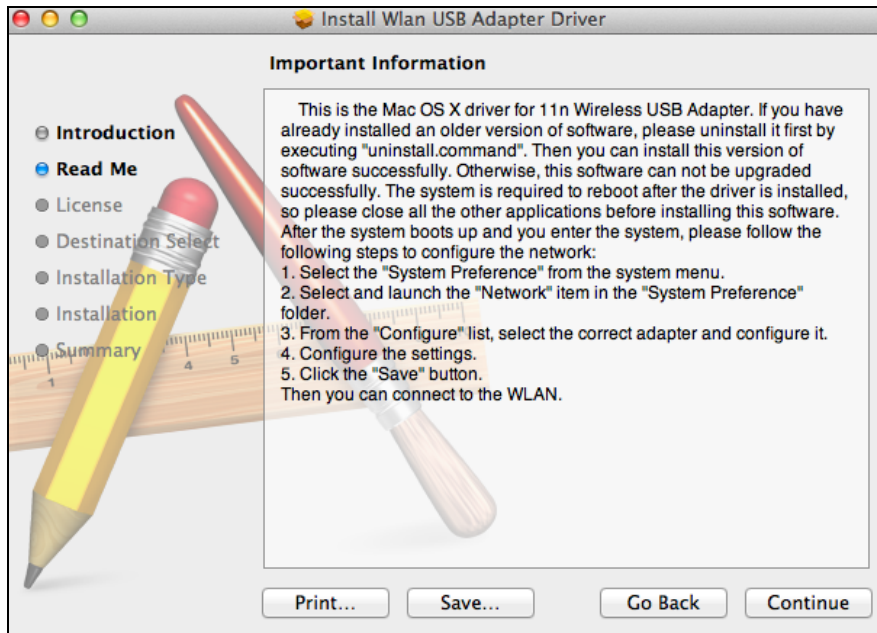 Install Wlan USB Adapter Driver
Important Information
Introduction
Read Me
License
Destination Select
Installation Type
Installation
Summary
This is the Mac OS X driver for 11n Wireless USB Adapter. If you have
already installed an older version of software, please uninstall it first by
executing "uninstall.command". Then you can install this version of
software successfully. Otherwise, this software can not be upgraded
successfully. The system is required to reboot after the driver is installed,
so please close all the other applications before installing this software.
After the system boots up and you enter the system, please follow the
following steps to configure the network:
1. Select the "System Preference" from the system menu.
2. Select and launch the "Network" item in the "System Preference"
folder.
3. From the "Configure" list, select the correct adapter and configure it.
4. Configure the settings.
5. Click the "Save" button.
Then you can connect to the WLAN.
1 4 5
Print... Save... Go Back Continue